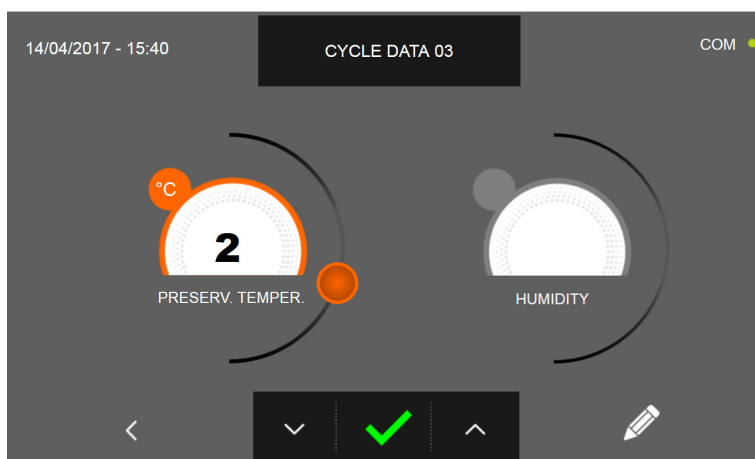 14/04/2017 - 15:40
CYCLE DATA 03
COM
°C
2
PRESERV. TEMPER.
HUMIDITY